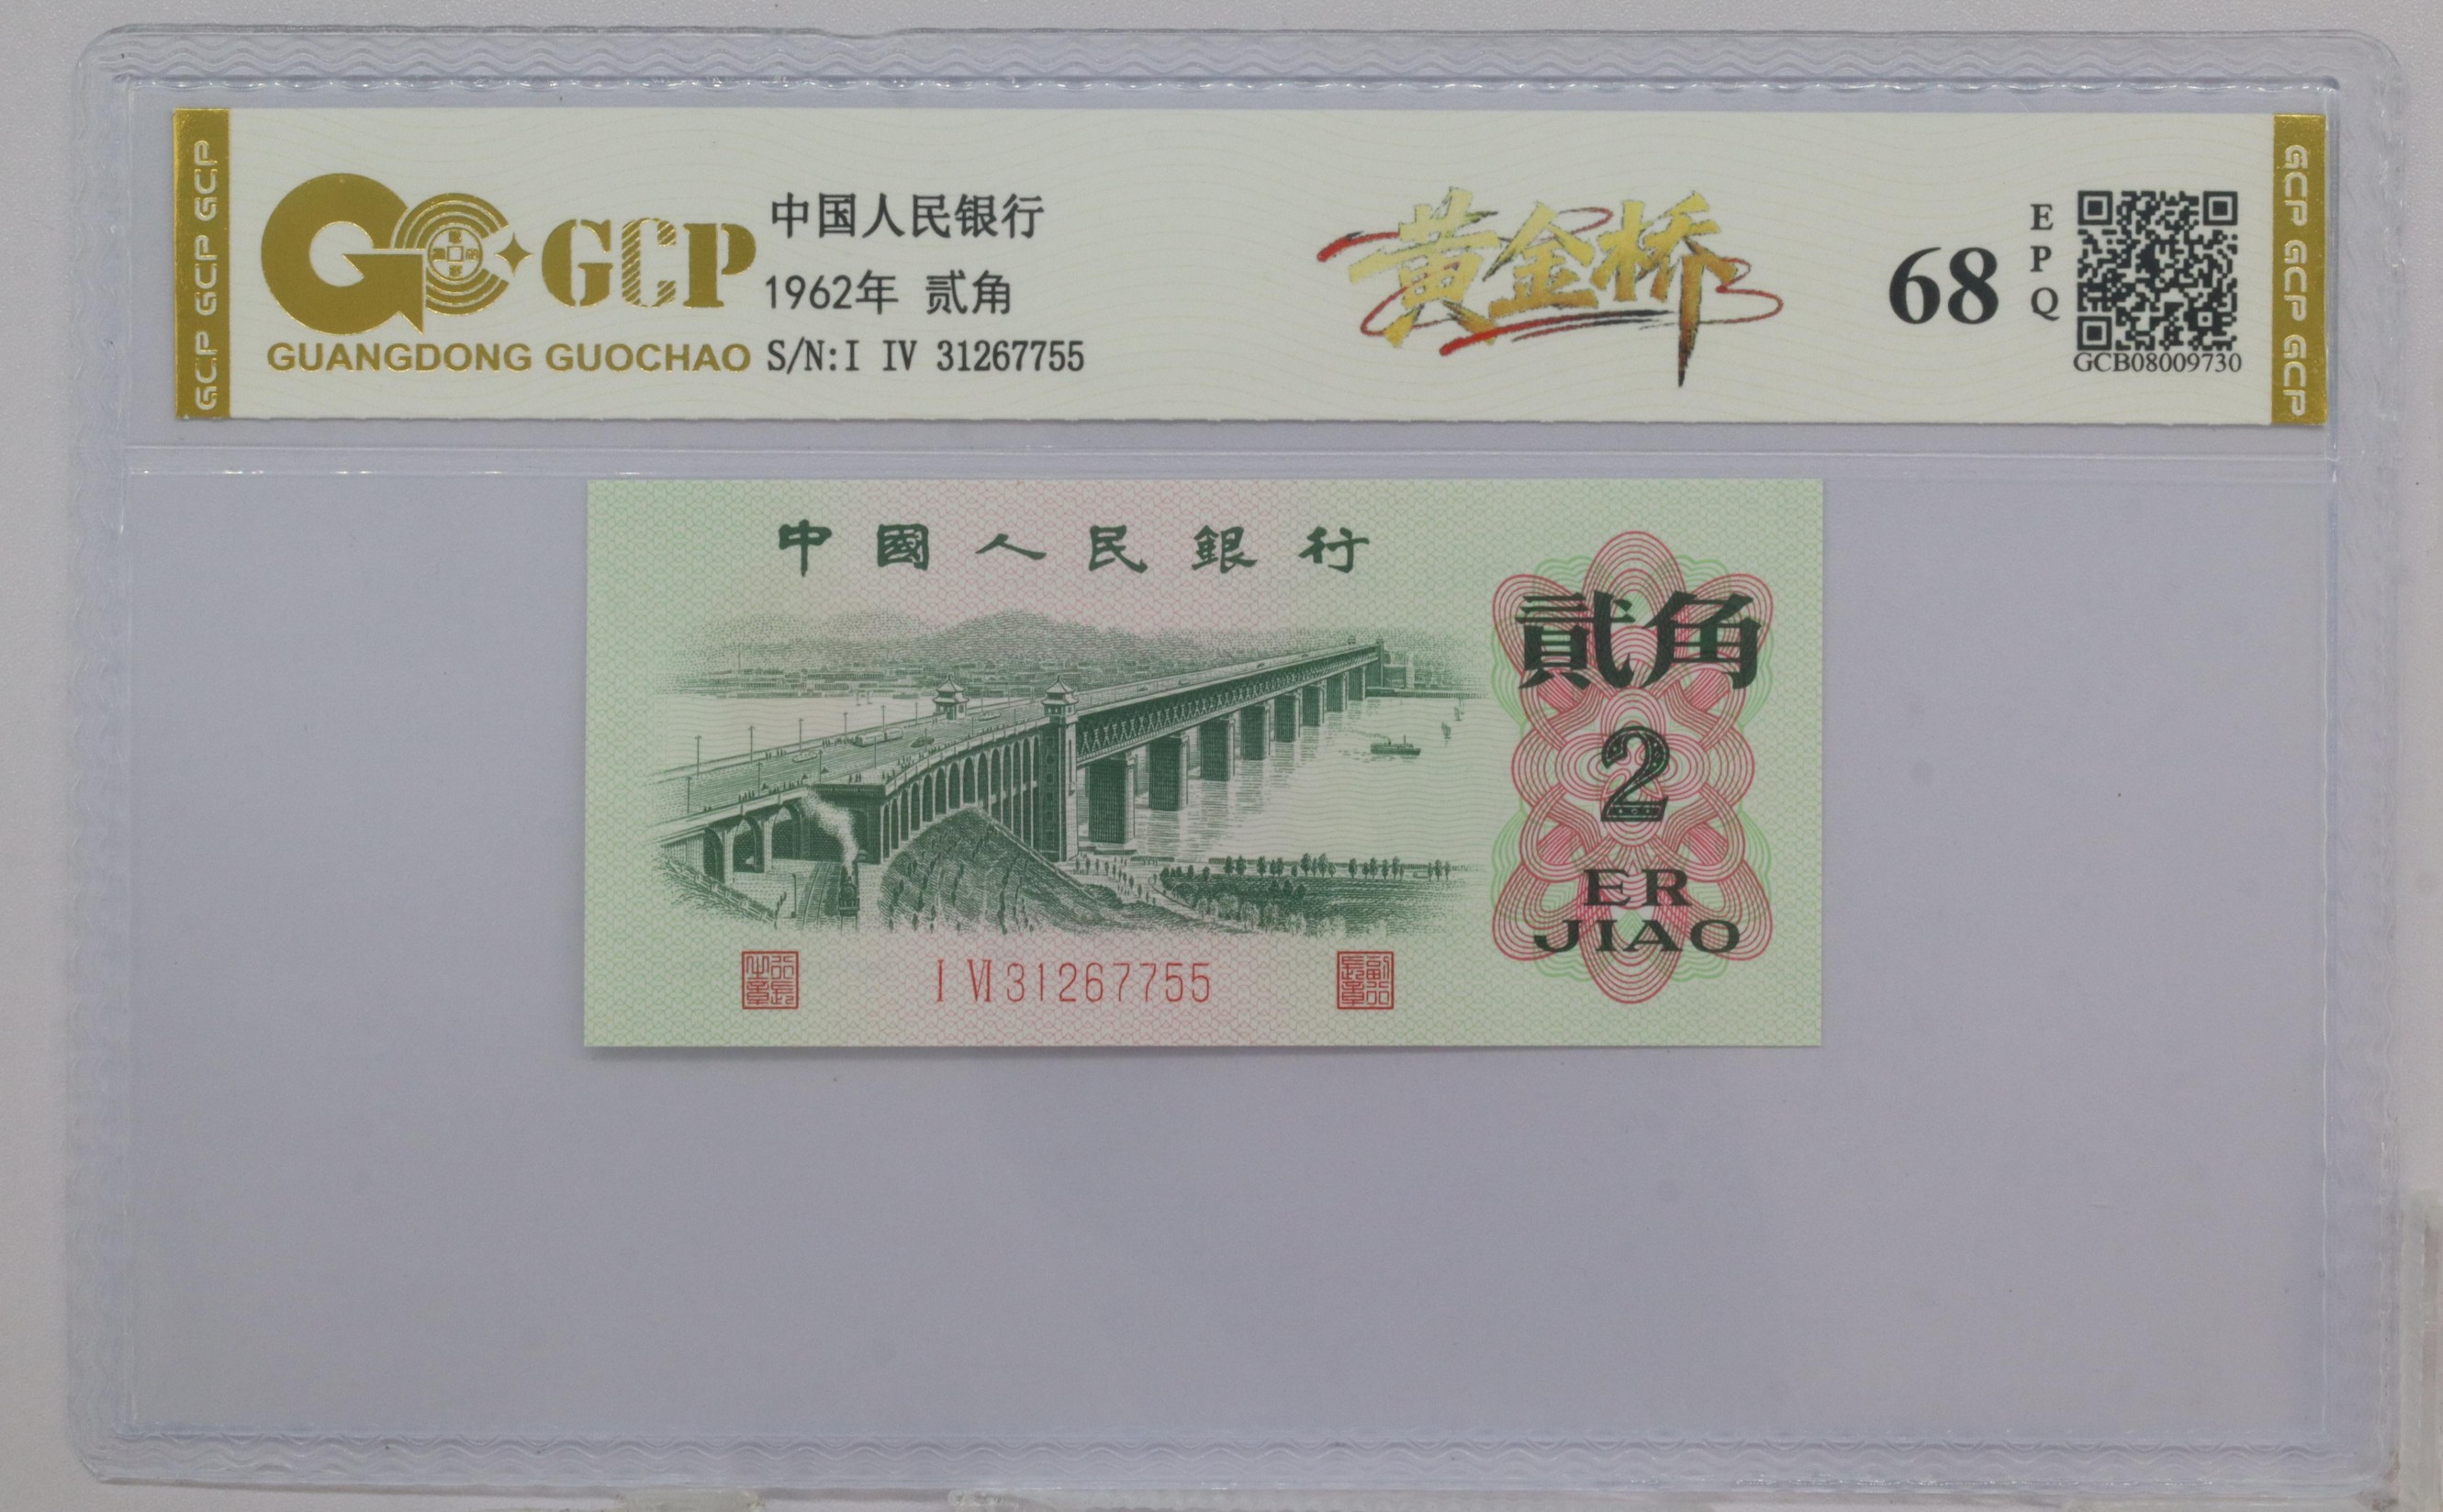 GCP GCP GCP
GCP
GUANGDONG GUOCHAO
中国人民银行
1962年 贰角
S/N:I IV 31267755
黄金桥
68
EPQ
GCB08009730
GCP GCP GCP
中國人民銀行
貳角
2
ER
JIAO
I VI 31267755